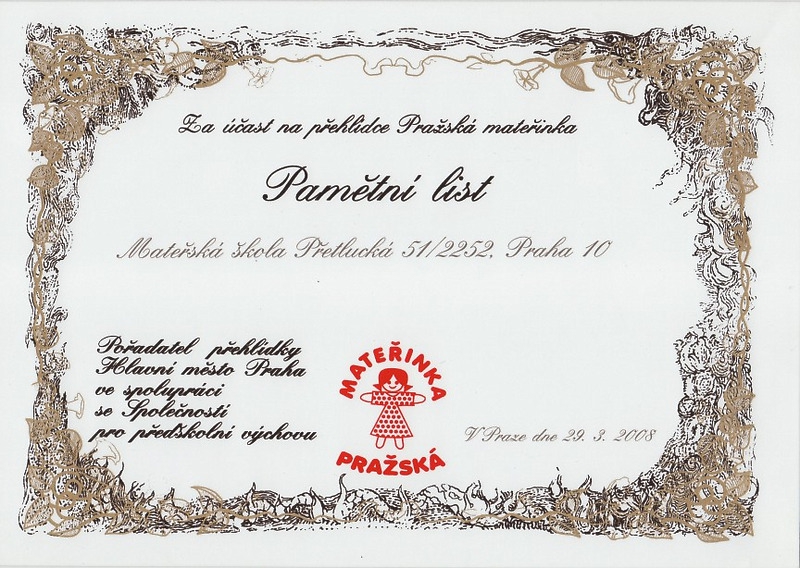 Za účast na přehlídce Pražská mateřinka
Pamětní list
Mateřská škola Přetlucká 51/2252, Praha 10
Pořadatel přehlídky
Hlavní město Praha
ve spolupráci
se Společností
pro předškolní výchovu
MATEŘINKA
PRAŽSKÁ
V Praze dne 29. 3. 2008